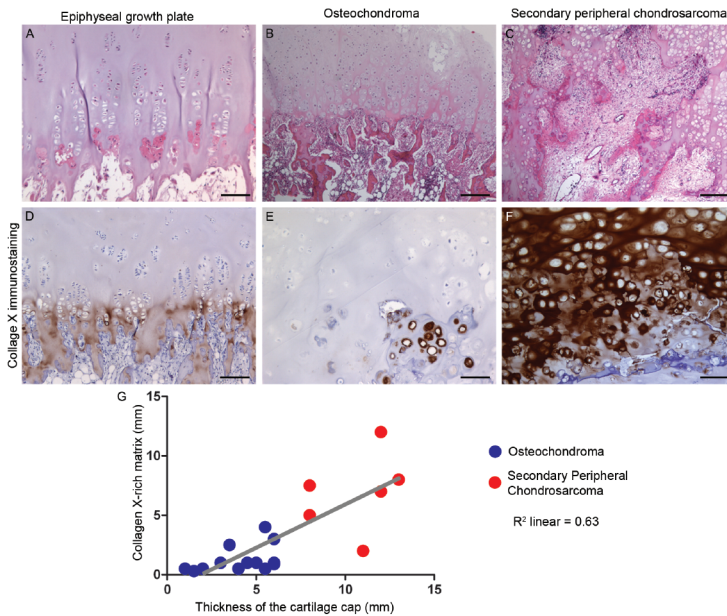 Epiphyseal growth plate
Osteochondroma
Secondary peripheral chondrosarcoma
A
B
C
D
E
F
Collage X immunostaining
G
Collagen X-rich matrix (mm)
15
10
5
0
0
5
10
15
Thickness of the cartilage cap (mm)
Osteochondroma
Secondary Peripheral
Chondrosarcoma
R² linear = 0.63